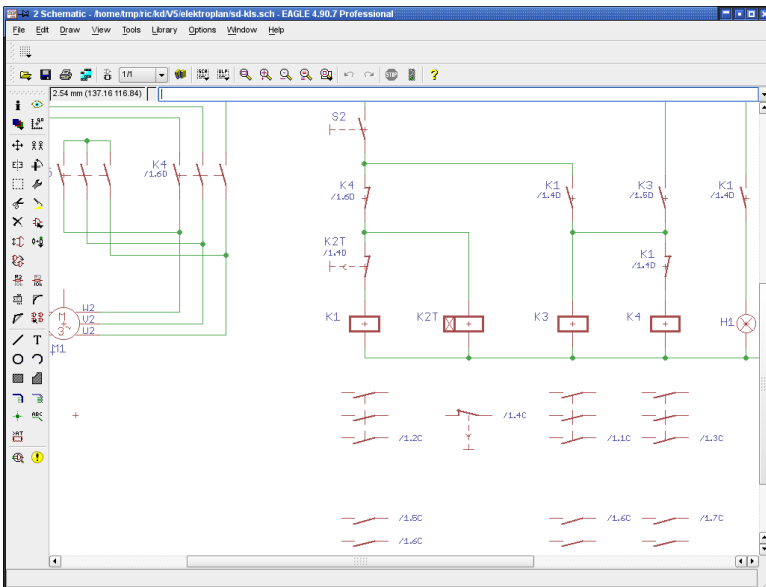 2 Schematic - /home/tmp/ric/kd/V5/elektroplan/sd-kls.sch - EAGLE 4.90.7 Professional
File Edit Draw View Tools Library Options Window Help
1/1
2.54 mm (137.16 116.84)
S2
K4
/1.6D
K4
/1.6D
K1
/1.4D
K3
/1.5D
K1
/1.4D
K2T
/1.4D
K1
/1.4D
M
3~
W2
V2
U2
M1
K1
K2T
K3
K4
H1
/1.2C
/1.4C
/1.1C
/1.3C
/1.5C
/1.6C
/1.7C
/1.6C